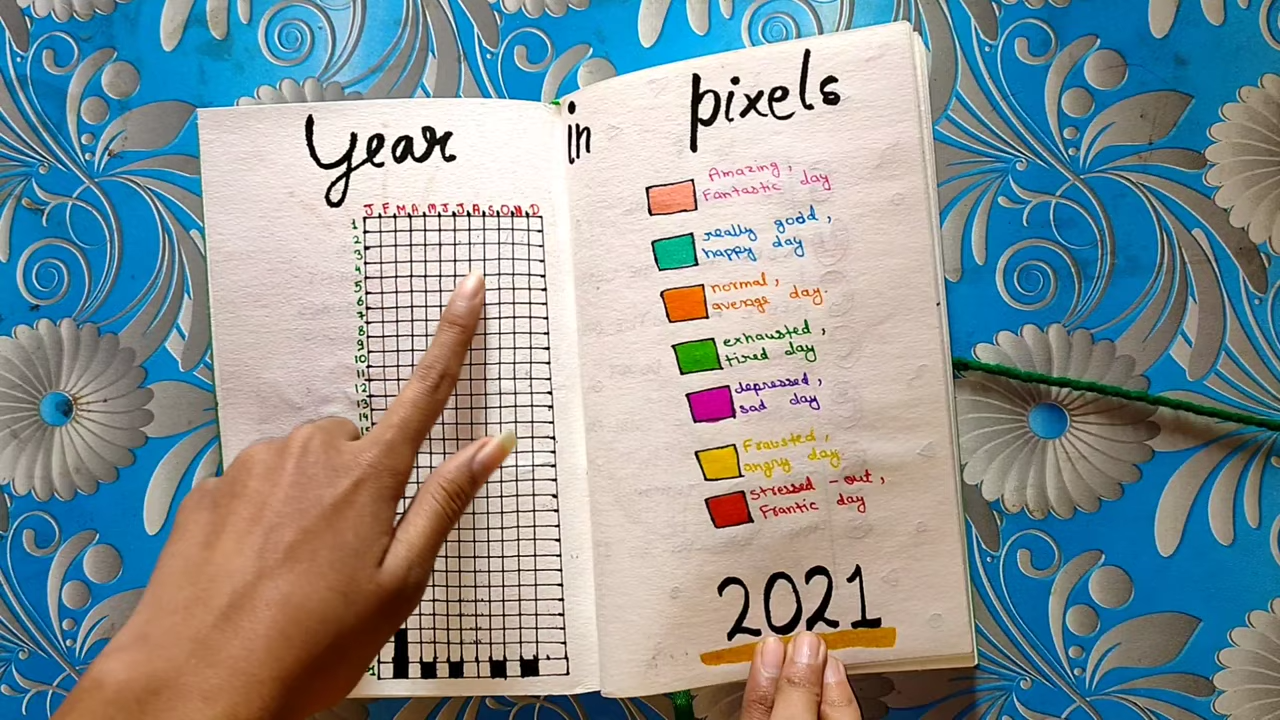 Year in pixels
J F M A M J J A S O N D
1
2
3
4
5
6
7
8
9
10
11
12
13
14
Amazing,
Fantastic day
really good,
happy day
normal,
average day.
exhausted,
tired day
depressed,
sad day
Frausted,
angry day
Stressed - out,
Frantic day
2021